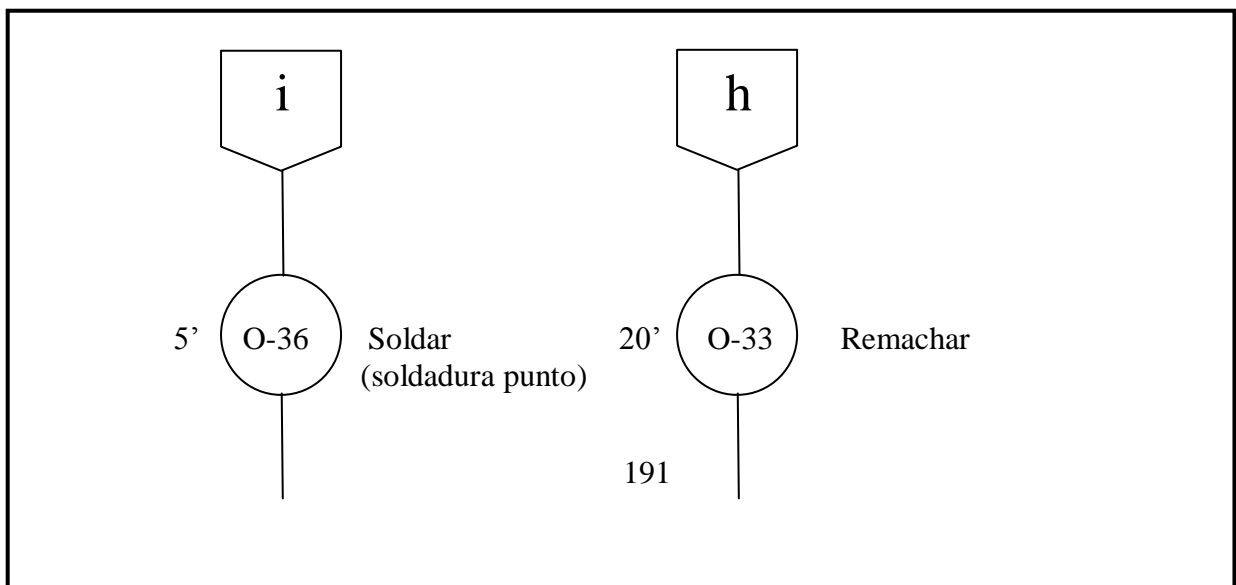 i
h
5’ O-36 Soldar
(soldadura punto)
20’ O-33 Remachar
191